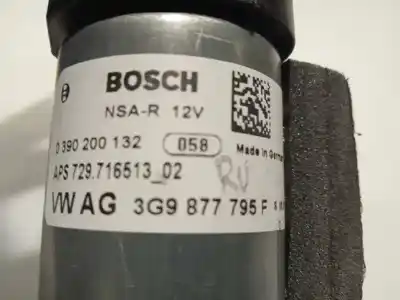 BOSCH
NSA-R 12V
0 390 200 132 058
Made in Germany
APS 729.716513_02
RU
VW AG 3G9 877 795 F